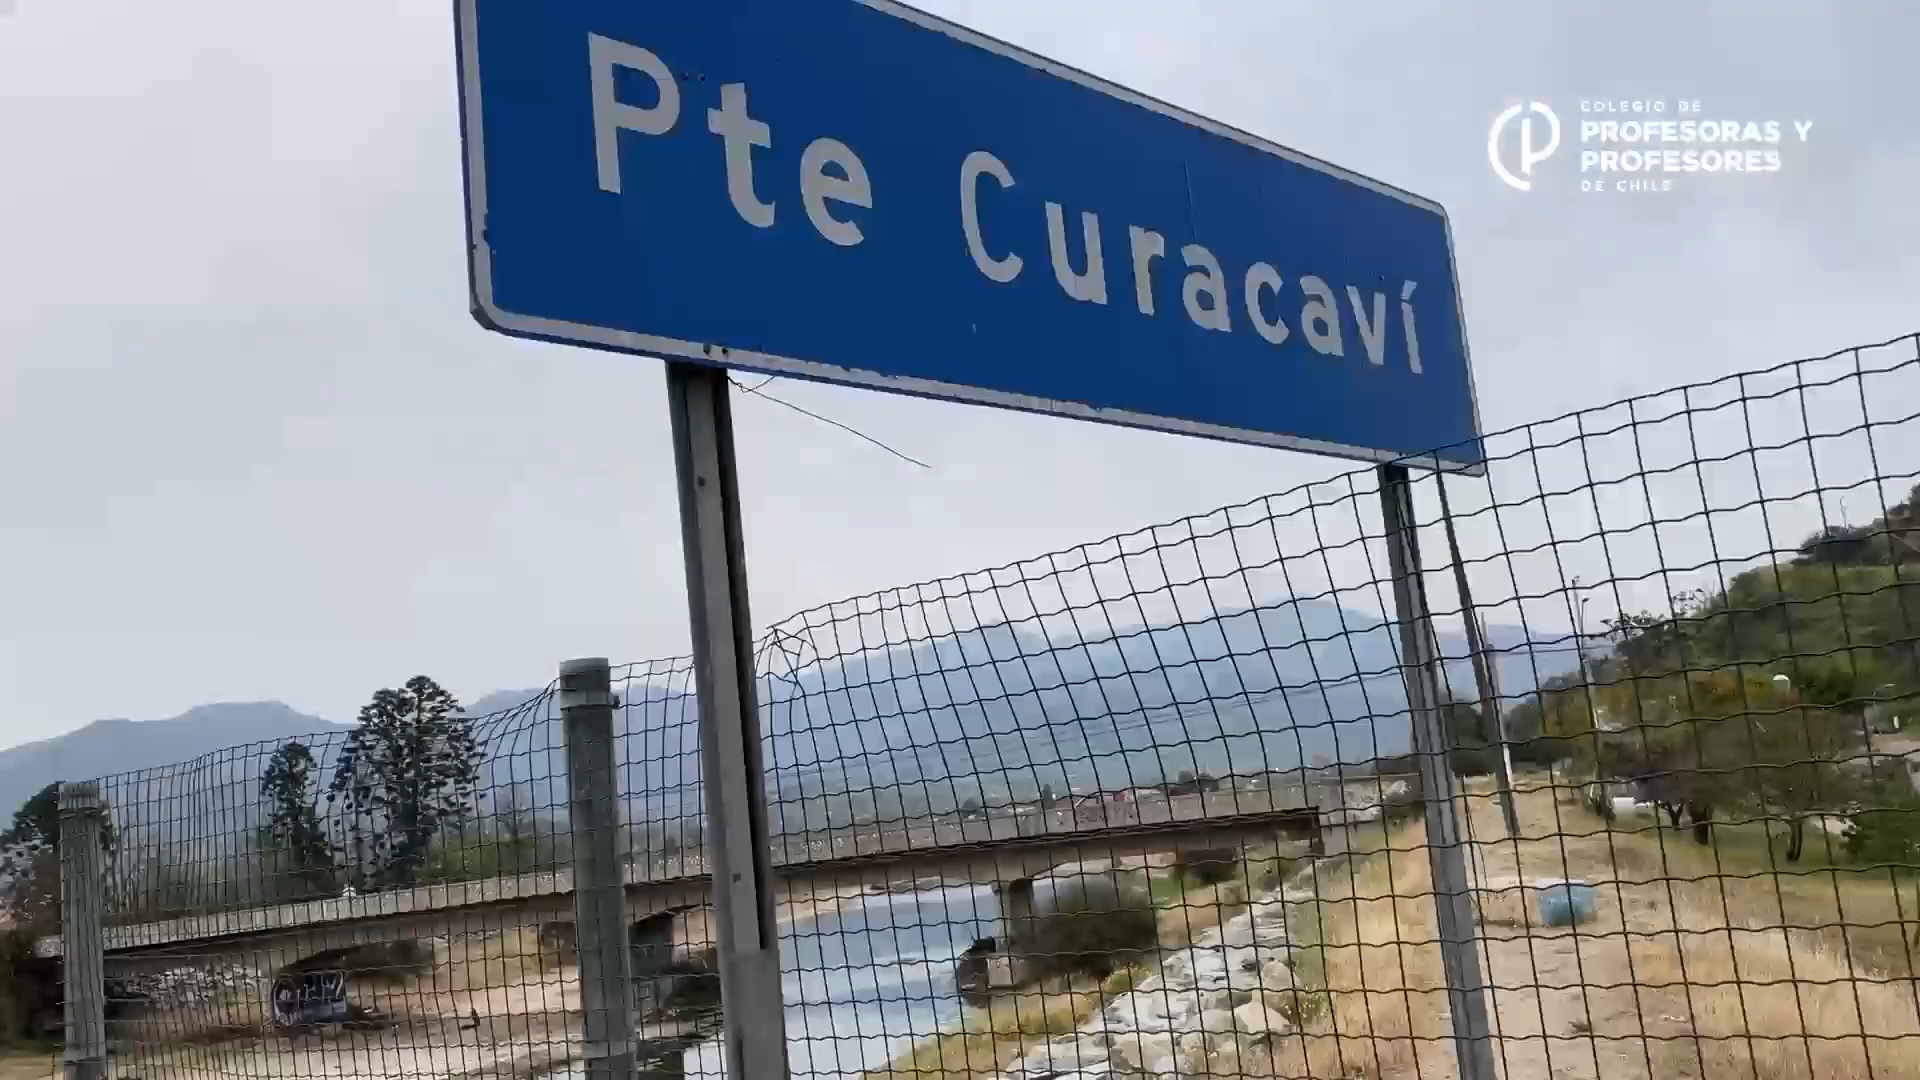 Pte Curacaví
COLEGIO DE
PROFESORAS Y
PROFESORES
DE CHILE